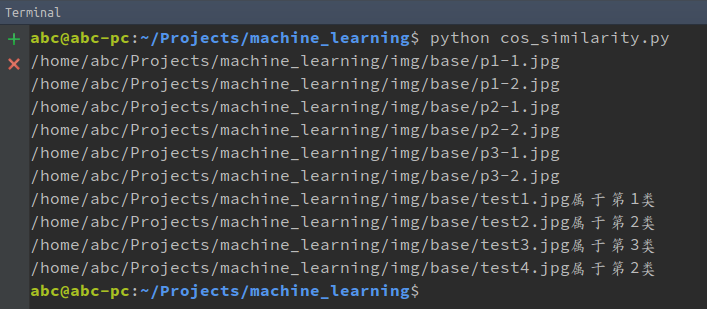 Terminal
abc@abc-pc:~/Projects/machine_learning$ python cos_similarity.py
/home/abc/Projects/machine_learning/img/base/p1-1.jpg
/home/abc/Projects/machine_learning/img/base/p1-2.jpg
/home/abc/Projects/machine_learning/img/base/p2-1.jpg
/home/abc/Projects/machine_learning/img/base/p2-2.jpg
/home/abc/Projects/machine_learning/img/base/p3-1.jpg
/home/abc/Projects/machine_learning/img/base/p3-2.jpg
/home/abc/Projects/machine_learning/img/base/test1.jpg属于第1类
/home/abc/Projects/machine_learning/img/base/test2.jpg属于第2类
/home/abc/Projects/machine_learning/img/base/test3.jpg属于第3类
/home/abc/Projects/machine_learning/img/base/test4.jpg属于第2类
abc@abc-pc:~/Projects/machine_learning$